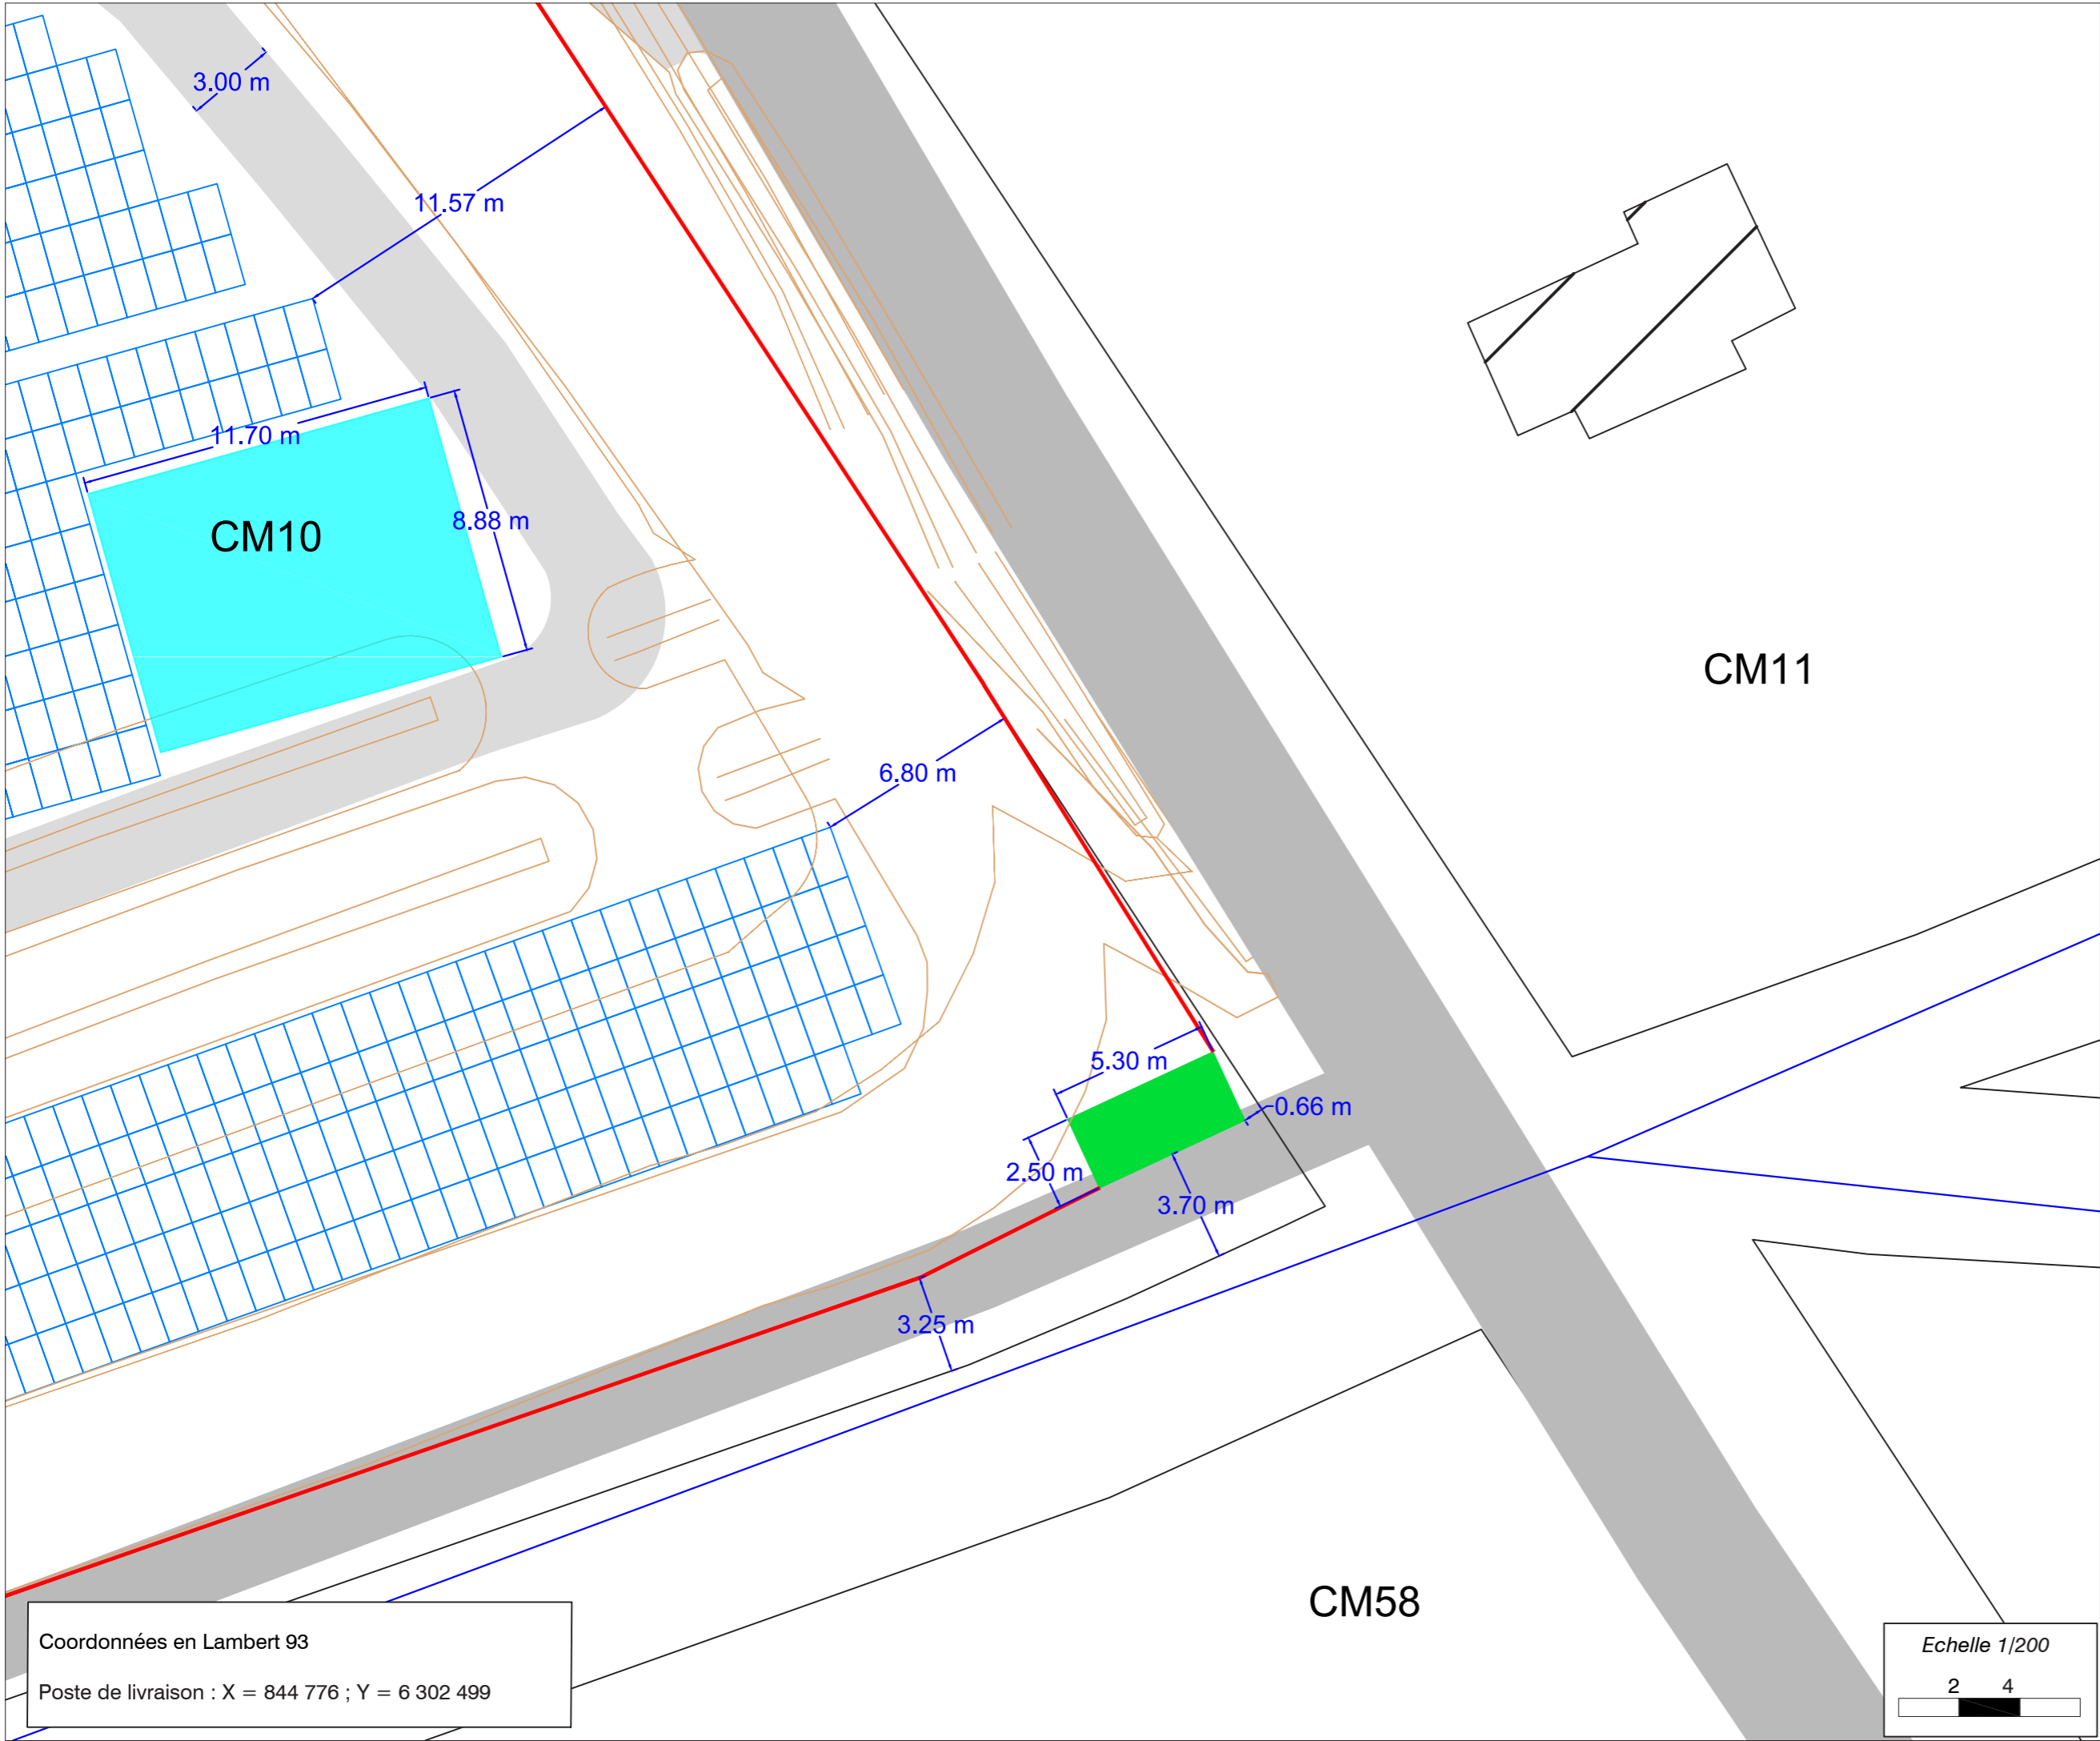 3.00 m
11.57 m
11.70 m
8.88 m
CM10
CM11
6.80 m
5.30 m
0.66 m
2.50 m
3.70 m
3.25 m
CM58
Coordonnées en Lambert 93
Poste de livraison : X = 844 776 ; Y = 6 302 499
Echelle 1/200
2 4